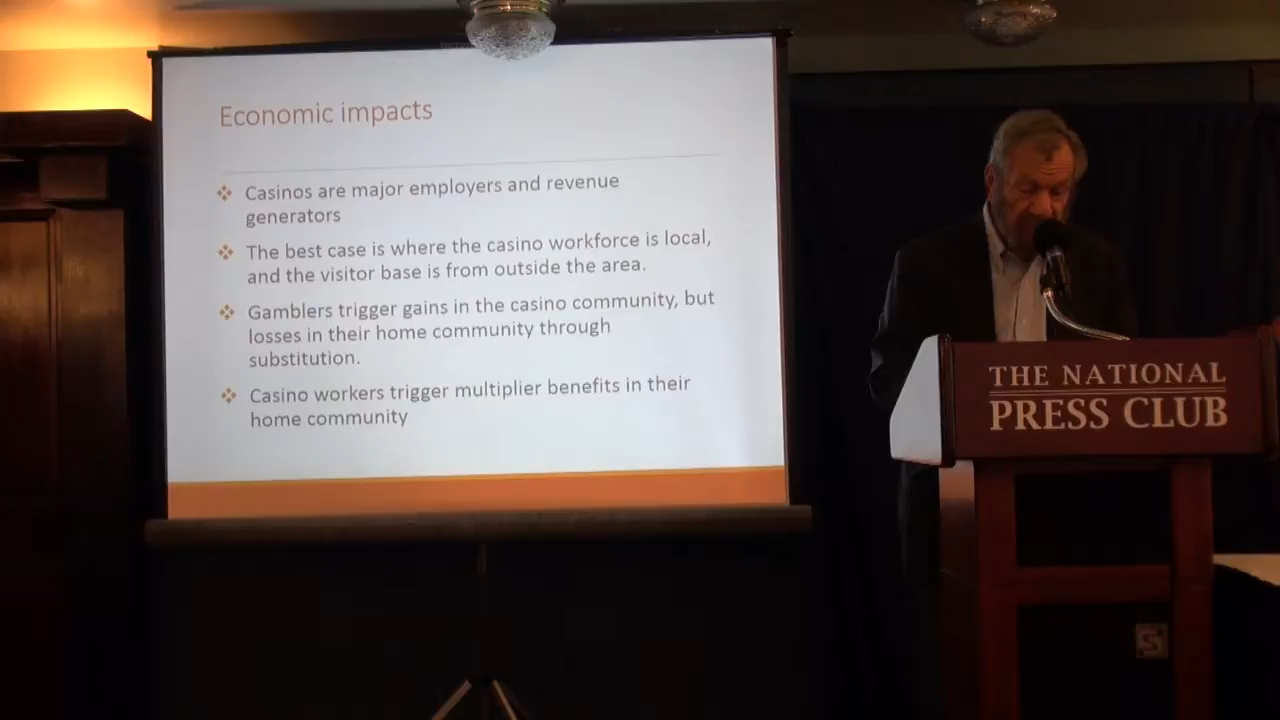 Economic impacts
Casinos are major employers and revenue
generators
The best case is where the casino workforce is local,
and the visitor base is from outside the area.
Gamblers trigger gains in the casino community, but
losses in their home community through
substitution.
Casino workers trigger multiplier benefits in their
home community
THE NATIONAL
PRESS CLUB